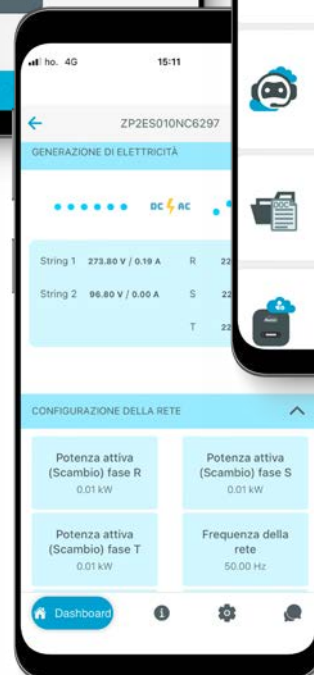 ho. 4G 15:11
ZP2ES010NC6297
GENERAZIONE DI ELETTRICITÀ
DC AC
String 1 273.80 V / 0.19 A R 22
String 2 96.80 V / 0.00 A S 22
T 22
CONFIGURAZIONE DELLA RETE
Potenza attiva
(Scambio) fase R
0.01 kW
Potenza attiva
(Scambio) fase S
0.01 kW
Potenza attiva
(Scambio) fase T
0.01 kW
Frequenza della
rete
50.00 Hz
Dashboard
DOC